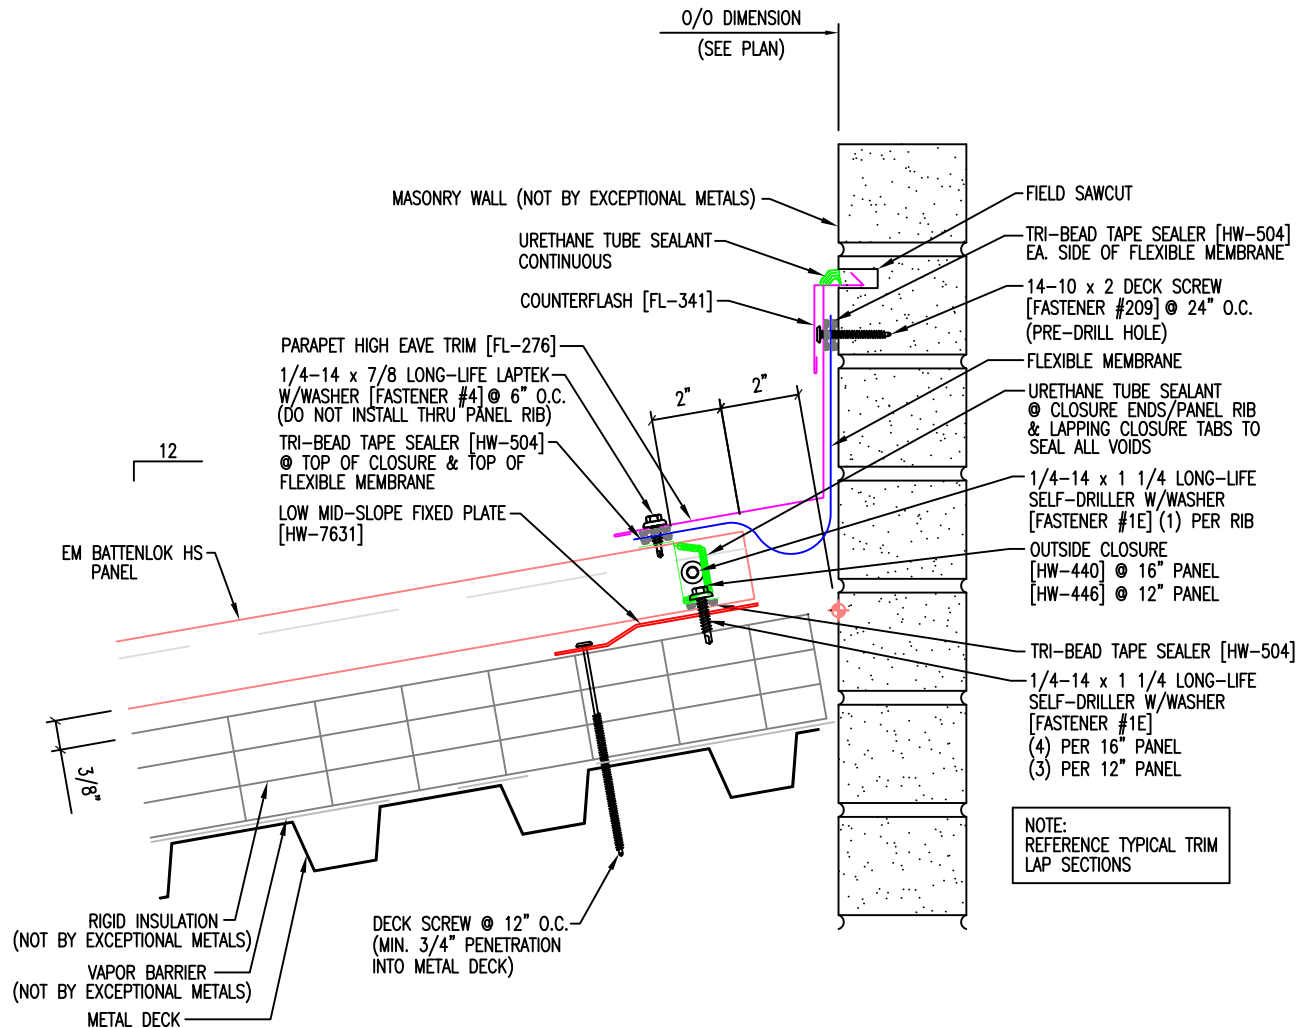 O/O DIMENSION
(SEE PLAN)
MASONRY WALL (NOT BY EXCEPTIONAL METALS)
URETHANE TUBE SEALANT
CONTINUOUS
COUNTERFLASH [FL-341]
PARAPET HIGH EAVE TRIM [FL-276]
1/4-14 x 7/8 LONG-LIFE LAPTEK
W/WASHER [FASTENER #4] @ 6" O.C.
(DO NOT INSTALL THRU PANEL RIB)
TRI-BEAD TAPE SEALER [HW-504]
@ TOP OF CLOSURE & TOP OF
FLEXIBLE MEMBRANE
LOW MID-SLOPE FIXED PLATE
[HW-7631]
12
EM BATTENLOK HS
PANEL
2"
2"
3/8"
FIELD SAWCUT
TRI-BEAD TAPE SEALER [HW-504]
EA. SIDE OF FLEXIBLE MEMBRANE
14-10 x 2 DECK SCREW
[FASTENER #209] @ 24" O.C.
(PRE-DRILL HOLE)
FLEXIBLE MEMBRANE
URETHANE TUBE SEALANT
@ CLOSURE ENDS/PANEL RIB
& LAPPING CLOSURE TABS TO
SEAL ALL VOIDS
1/4-14 x 1 1/4 LONG-LIFE
SELF-DRILLER W/WASHER
[FASTENER #1E] (1) PER RIB
OUTSIDE CLOSURE
[HW-440] @ 16" PANEL
[HW-446] @ 12" PANEL
TRI-BEAD TAPE SEALER [HW-504]
1/4-14 x 1 1/4 LONG-LIFE
SELF-DRILLER W/WASHER
[FASTENER #1E]
(4) PER 16" PANEL
(3) PER 12" PANEL
NOTE:
REFERENCE TYPICAL TRIM
LAP SECTIONS
RIGID INSULATION
(NOT BY EXCEPTIONAL METALS)
VAPOR BARRIER
(NOT BY EXCEPTIONAL METALS)
METAL DECK
DECK SCREW @ 12" O.C.
(MIN. 3/4" PENETRATION
INTO METAL DECK)